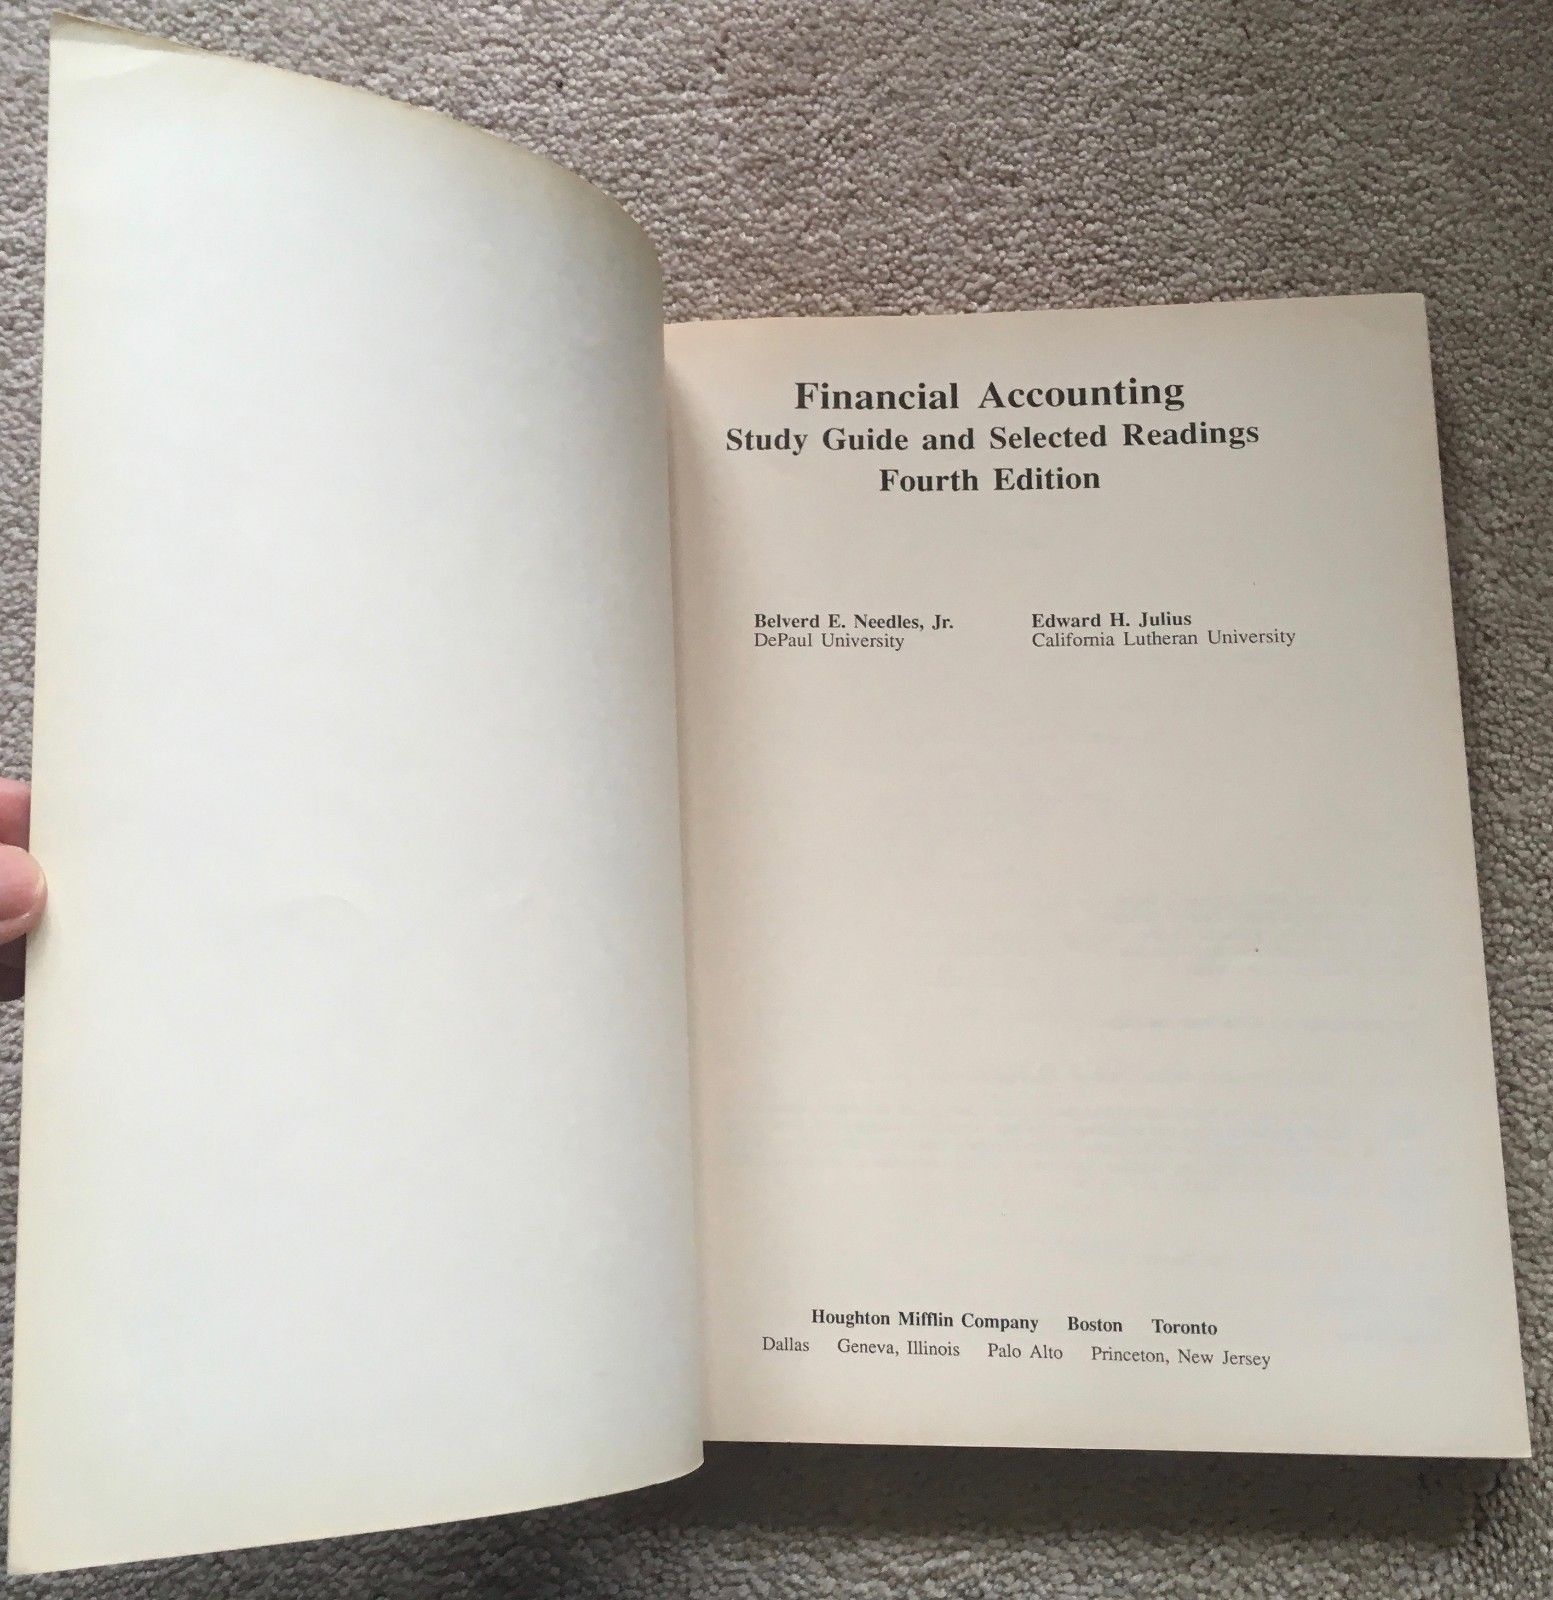 Financial Accounting
Study Guide and Selected Readings
Fourth Edition
Belverd E. Needles, Jr. Edward H. Julius
DePaul University California Lutheran University
Houghton Mifflin Company Boston Toronto
Dallas Geneva, Illinois Palo Alto Princeton, New Jersey